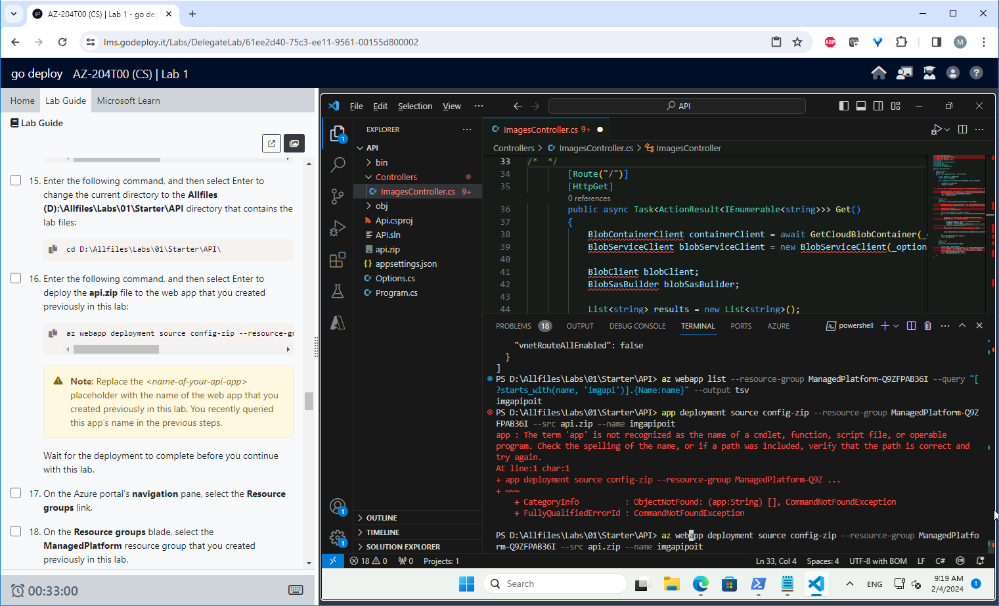 AZ-204T00 (CS) | Lab 1 - go dep
lms.godeploy.it/Labs/DelegateLab/61ee2d40-75c3-ee11-9561-00155d800002
ABP
M
go deploy AZ-204T00 (CS) | Lab 1
Home Lab Guide Microsoft Learn
Lab Guide
15. Enter the following command, and then select Enter to
change the current directory to the Allfiles
(D):\Allfiles\Labs\01\Starter\API directory that contains the
lab files:
cd D:\Allfiles\Labs\01\Starter\API\
16. Enter the following command, and then select Enter to
deploy the api.zip file to the web app that you created
previously in this lab:
az webapp deployment source config-zip --resource-gr
Note: Replace the <name-of-your-api-app>
placeholder with the name of the web app that you
created previously in this lab. You recently queried
this app's name in the previous steps.
Wait for the deployment to complete before you continue
with this lab.
17. On the Azure portal's navigation pane, select the Resource
groups link.
18. On the Resource groups blade, select the
ManagedPlatform resource group that you created
previously in this lab.
00:33:00
File Edit Selection View ··· API
EXPLORER ···
API
bin
Controllers
ImagesController.cs 9+
obj
Api.csproj
API.sln
api.zip
{} appsettings.json
Options.cs
Program.cs
OUTLINE
TIMELINE
SOLUTION EXPLORER
ImagesController.cs 9+
Controllers > ImagesController.cs > ImagesController
33 /*  */
34 [Route("/")]
35 [HttpGet]
0 references
36 public async Task<ActionResult<IEnumerable<string>>> Get()
37 {
38 BlobContainerClient containerClient = await GetCloudBlobContainer(_
39 BlobServiceClient blobServiceClient = new BlobServiceClient(_option
40
41 BlobClient blobClient;
42 BlobSasBuilder blobSasBuilder;
43
44 List<string> results = new List<string>();
PROBLEMS 18 OUTPUT DEBUG CONSOLE TERMINAL PORTS AZURE powershell
"vnetRouteAllEnabled": false
}
]
PS D:\Allfiles\Labs\01\Starter\API> az webapp list --resource-group ManagedPlatform-Q9ZFPAB36I --query "[
?starts_with(name, 'imgapi')].{Name:name}" --output tsv
imgapipoit
PS D:\Allfiles\Labs\01\Starter\API> app deployment source config-zip --resource-group ManagedPlatform-Q9Z
FPAB36I --src api.zip --name imgapipoit
app : The term 'app' is not recognized as the name of a cmdlet, function, script file, or operable
program. Check the spelling of the name, or if a path was included, verify that the path is correct and
try again.
At line:1 char:1
+ app deployment source config-zip --resource-group ManagedPlatform-Q9Z ...
+ ~~~
+ CategoryInfo : ObjectNotFound: (app:String) [], CommandNotFoundException
+ FullyQualifiedErrorId : CommandNotFoundException
PS D:\Allfiles\Labs\01\Starter\API> az webapp deployment source config-zip --resource-group ManagedPlatfo
rm-Q9ZFPAB36I --src api.zip --name imgapipoit
18 0 0 Projects: 1 Ln 33, Col 4 Spaces: 4 UTF-8 with BOM LF C#
Search ENG 9:19 AM
2/4/2024 1